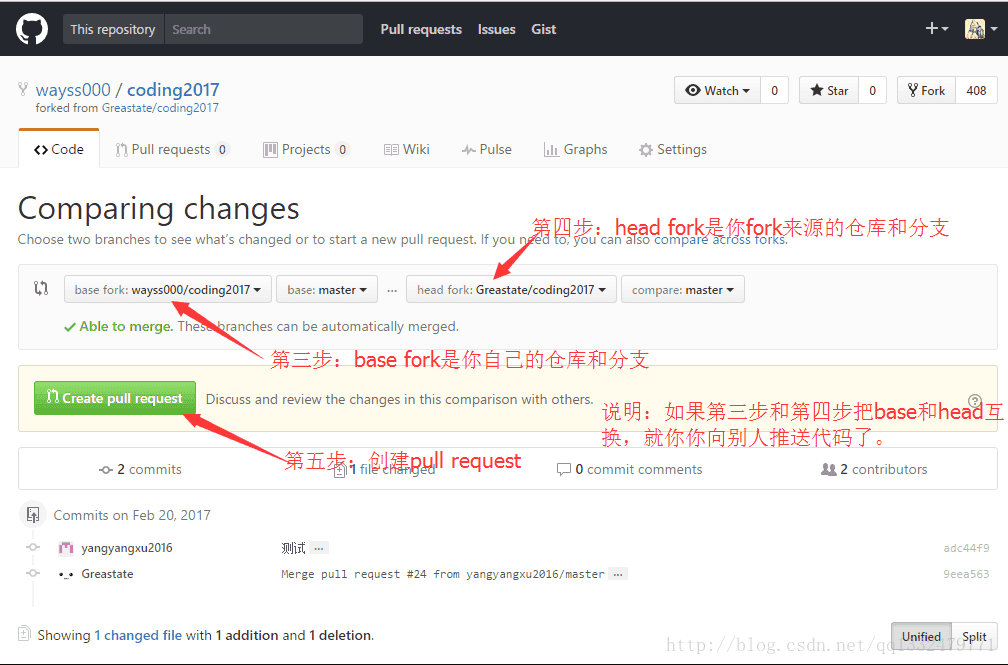 This repository Search Pull requests Issues Gist
wayss000 / coding2017 Watch 0 Star 0 Fork 408
forked from Greastate/coding2017
Code Pull requests 0 Projects 0 Wiki Pulse Graphs Settings
Comparing changes
第四步：head fork是你fork来源的仓库和分支
Choose two branches to see what's changed or to start a new pull request. If you need to, you can also compare across forks.
base fork: wayss000/coding2017 base: master ... head fork: Greastate/coding2017 compare: master
Able to merge. These branches can be automatically merged.
第三步：base fork是你自己的仓库和分支
Create pull request Discuss and review the changes in this comparison with others.
说明：如果第三步和第四步把base和head互
换，就你你向别人推送代码了。
第五步：创建pull request
2 commits 1 file changed 0 commit comments 2 contributors
Commits on Feb 20, 2017
yangyangxu2016 测试 … adc44f9
Greastate Merge pull request #24 from yangyangxu2016/master … 9eea563
Showing 1 changed file with 1 addition and 1 deletion. Unified Split